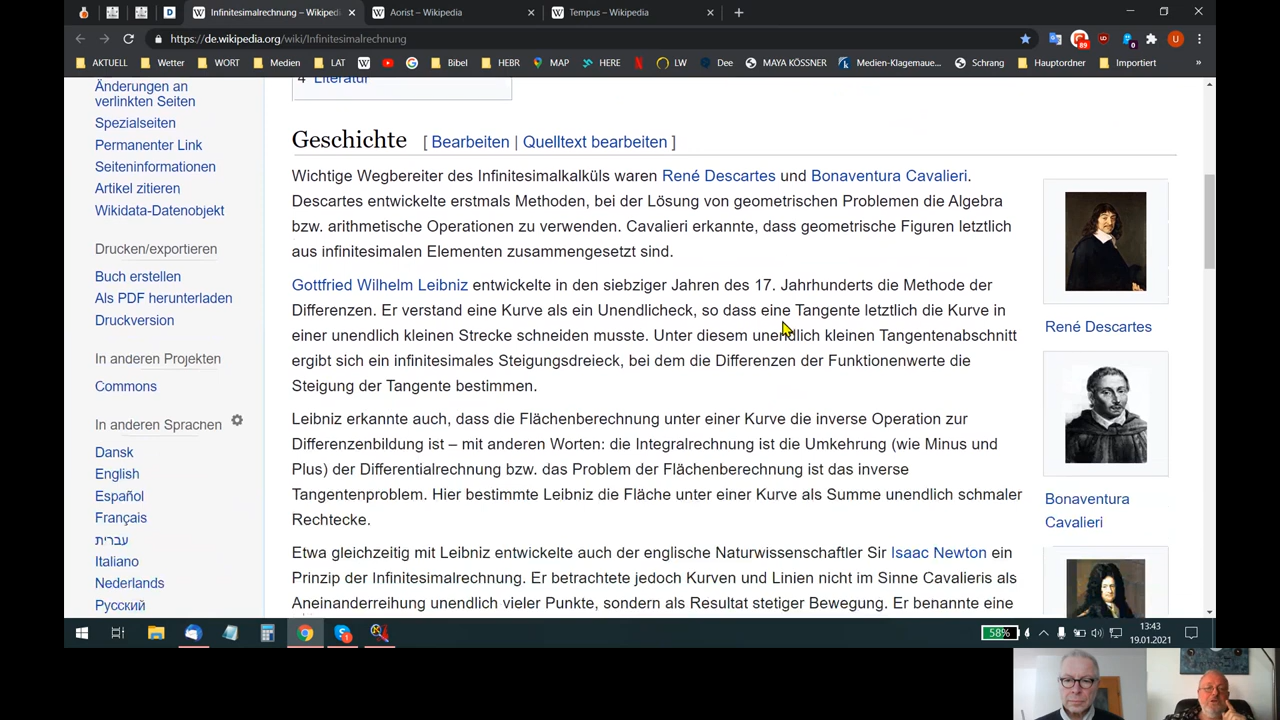 Infinitesimalrechnung – Wikipedi
Aorist – Wikipedia
Tempus – Wikipedia
https://de.wikipedia.org/wiki/Infinitesimalrechnung
89
0
U
AKTUELL
Wetter
WORT
Medien
LAT
Bibel
HEBR
MAP
HERE
LW
Dee
MAYA KÖSSNER
Medien-Klagemaue...
Schrang
Hauptordner
Importiert
»
Änderungen an
verlinkten Seiten
Spezialseiten
Permanenter Link
Seiteninformationen
Artikel zitieren
Wikidata-Datenobjekt
Drucken/exportieren
Buch erstellen
Als PDF herunterladen
Druckversion
In anderen Projekten
Commons
In anderen Sprachen
Dansk
English
Español
Français
עברית
Italiano
Nederlands
Русский
4 Literatur
Geschichte [ Bearbeiten | Quelltext bearbeiten ]
Wichtige Wegbereiter des Infinitesimalkalküls waren René Descartes und Bonaventura Cavalieri.
Descartes entwickelte erstmals Methoden, bei der Lösung von geometrischen Problemen die Algebra
bzw. arithmetische Operationen zu verwenden. Cavalieri erkannte, dass geometrische Figuren letztlich
aus infinitesimalen Elementen zusammengesetzt sind.
Gottfried Wilhelm Leibniz entwickelte in den siebziger Jahren des 17. Jahrhunderts die Methode der
Differenzen. Er verstand eine Kurve als ein Unendlicheck, so dass eine Tangente letztlich die Kurve in
einer unendlich kleinen Strecke schneiden musste. Unter diesem unendlich kleinen Tangentenabschnitt
ergibt sich ein infinitesimales Steigungsdreieck, bei dem die Differenzen der Funktionenwerte die
Steigung der Tangente bestimmen.
Leibniz erkannte auch, dass die Flächenberechnung unter einer Kurve die inverse Operation zur
Differenzenbildung ist – mit anderen Worten: die Integralrechnung ist die Umkehrung (wie Minus und
Plus) der Differentialrechnung bzw. das Problem der Flächenberechnung ist das inverse
Tangentenproblem. Hier bestimmte Leibniz die Fläche unter einer Kurve als Summe unendlich schmaler
Rechtecke.
Etwa gleichzeitig mit Leibniz entwickelte auch der englische Naturwissenschaftler Sir Isaac Newton ein
Prinzip der Infinitesimalrechnung. Er betrachtete jedoch Kurven und Linien nicht im Sinne Cavalieris als
Aneinanderreihung unendlich vieler Punkte, sondern als Resultat stetiger Bewegung. Er benannte eine
René Descartes
Bonaventura
Cavalieri
58%
13:43
19.01.2021